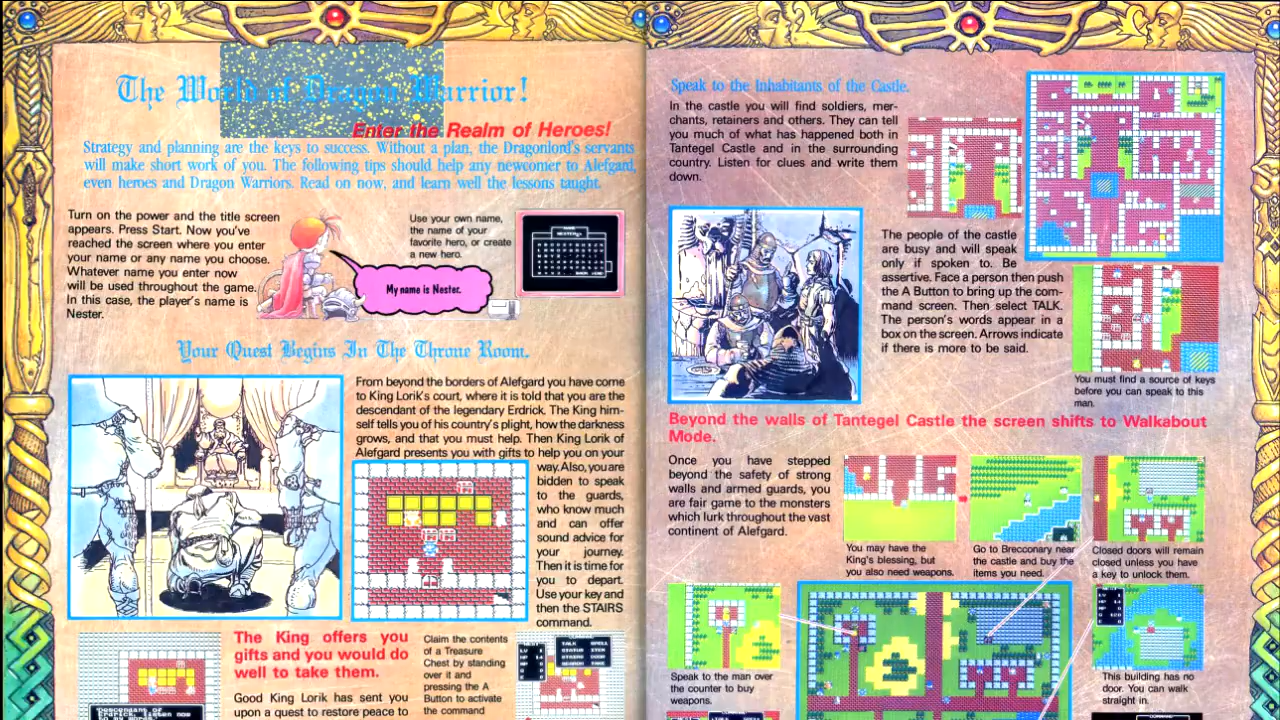 The World of Dragon Warrior!
Enter the Realm of Heroes!
Strategy and planning are the keys to success. Without a plan, the Dragonlord's servants
will make short work of you. The following tips should help any newcomer to Alefgard,
even heroes and Dragon Warriors. Read on now, and learn well the lessons taught.
Turn on the power and the title screen
appears. Press Start. Now you've
reached the screen where you enter
your name or any name you choose.
Whatever name you enter now
will be used throughout the game.
In this case, the player's name is
Nester.
My name is Nester.
Use your own name,
the name of your
favorite hero, or create
a new hero.
Your Quest Begins In The Throne Room.
From beyond the borders of Alefgard you have come
to King Lorik's court, where it is told that you are the
descendant of the legendary Erdrick. The King him-
self tells you of his country's plight, how the darkness
grows, and that you must help. Then King Lorik of
Alefgard presents you with gifts to help you on your
way. Also, you are
bidden to speak
to the guards,
who know much
and can offer
sound advice for
your journey.
Then it is time for
you to depart.
Use your key and
then the STAIRS
command.
The King offers you
gifts and you would do
well to take them.
Good King Lorik has sent you
upon a quest to restore peace to
Claim the contents
of a Treasure
Chest by standing
over it and
pressing the A
Button to activate
the command
Speak to the Inhabitants of the Castle.
In the castle you will find soldiers, mer-
chants, retainers and others. They can tell
you much of what has happened both in
Tantegel Castle and in the surrounding
country. Listen for clues and write them
down.
The people of the castle
are busy and will speak
only if spoken to. Be
assertive. Face a person then push
the A Button to bring up the com-
mand screen. Then select TALK.
The person's words appear in a
box on the screen. Arrows indicate
if there is more to be said.
You must find a source of keys
before you can speak to this
man.
Beyond the walls of Tantegel Castle the screen shifts to Walkabout
Mode.
Once you have stepped
beyond the safety of strong
walls and armed guards, you
are fair game to the monsters
which lurk throughout the vast
continent of Alefgard.
You may have the
King's blessing, but
you also need weapons.
Go to Brecconary near
the castle and buy the
items you need.
Closed doors will remain
closed unless you have
a key to unlock them.
Speak to the man over
the counter to buy
weapons.
This building has no
door. You can walk
straight in.